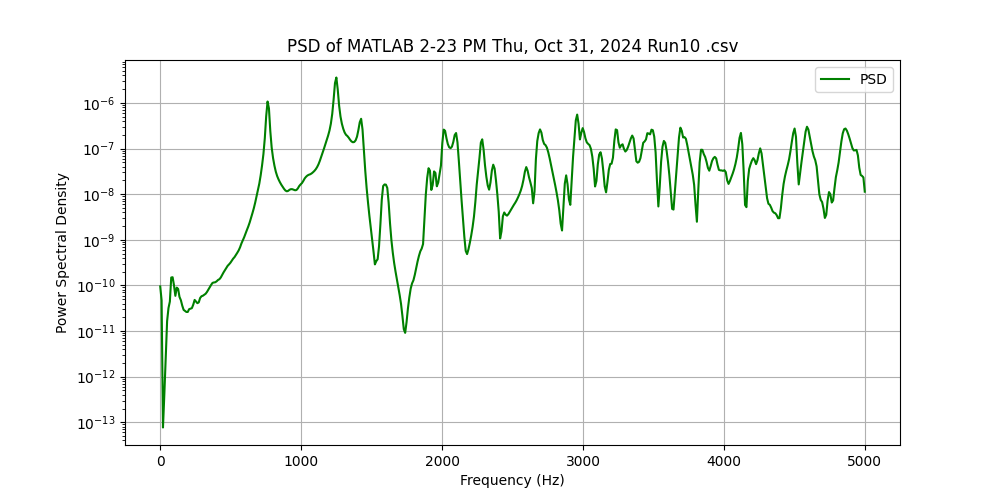 PSD of MATLAB 2-23 PM Thu, Oct 31, 2024 Run10 .csv
PSD
Power Spectral Density
10⁻⁶
10⁻⁷
10⁻⁸
10⁻⁹
10⁻¹⁰
10⁻¹¹
10⁻¹²
10⁻¹³
0 1000 2000 3000 4000 5000
Frequency (Hz)